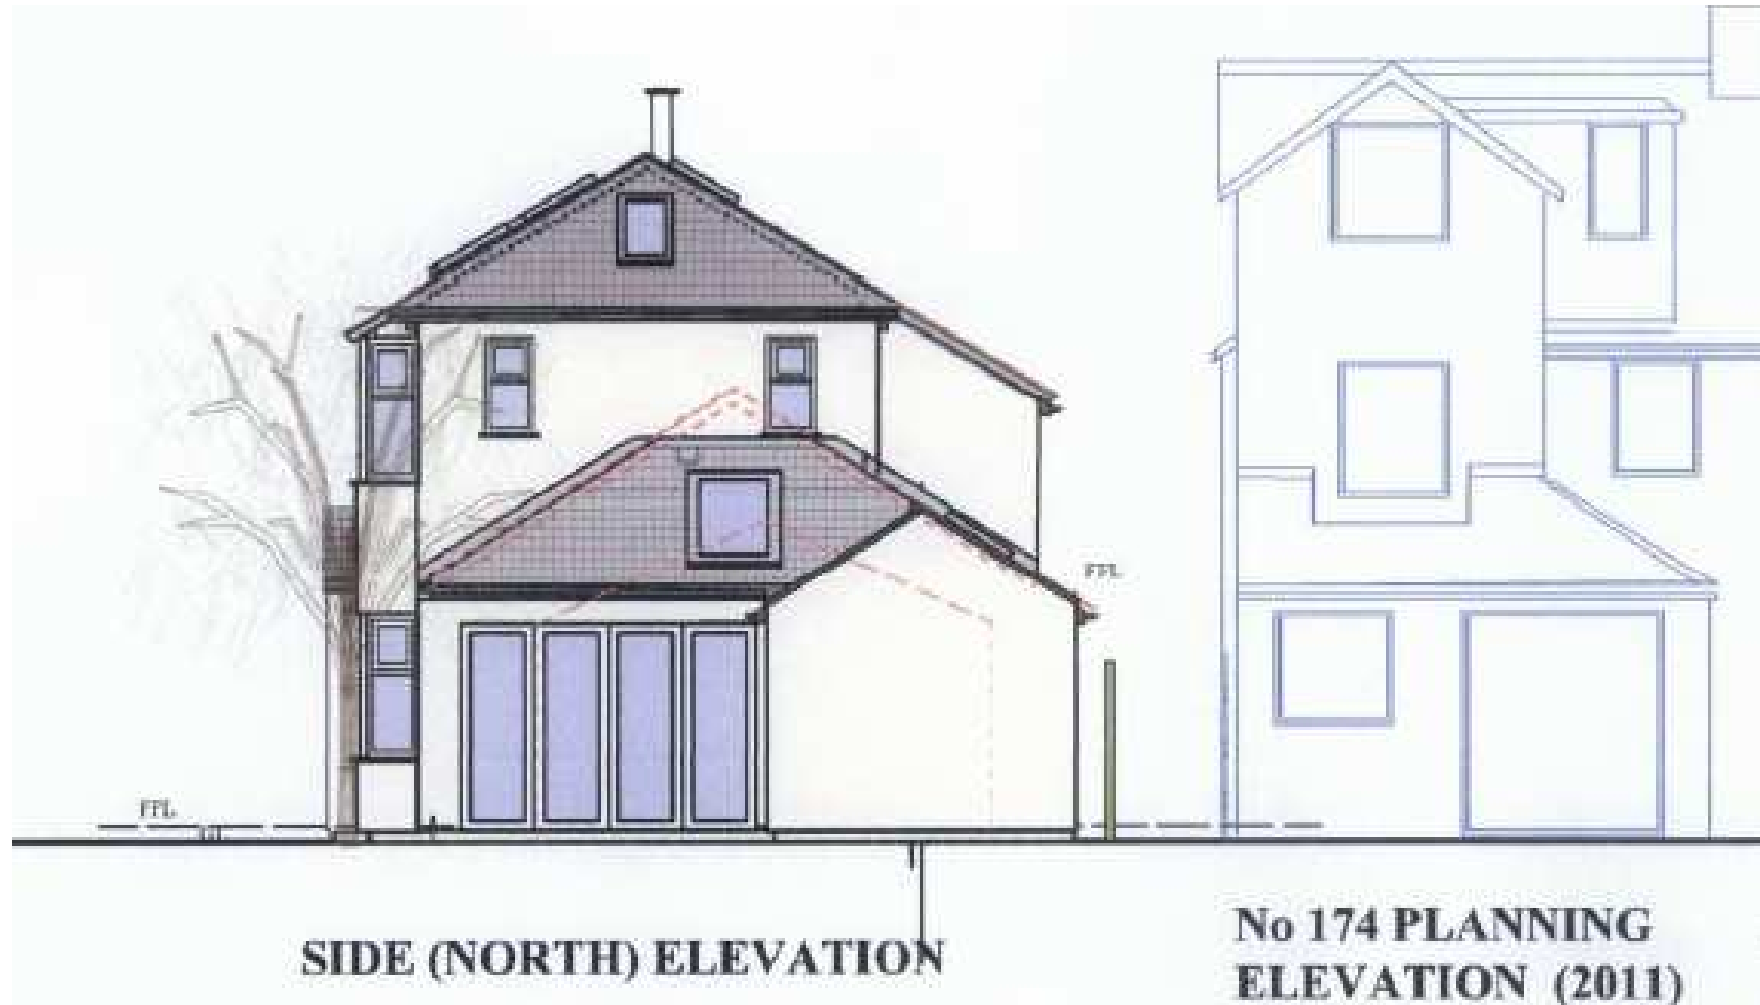 FFL
FFL
SIDE (NORTH) ELEVATION
No 174 PLANNING
ELEVATION (2011)